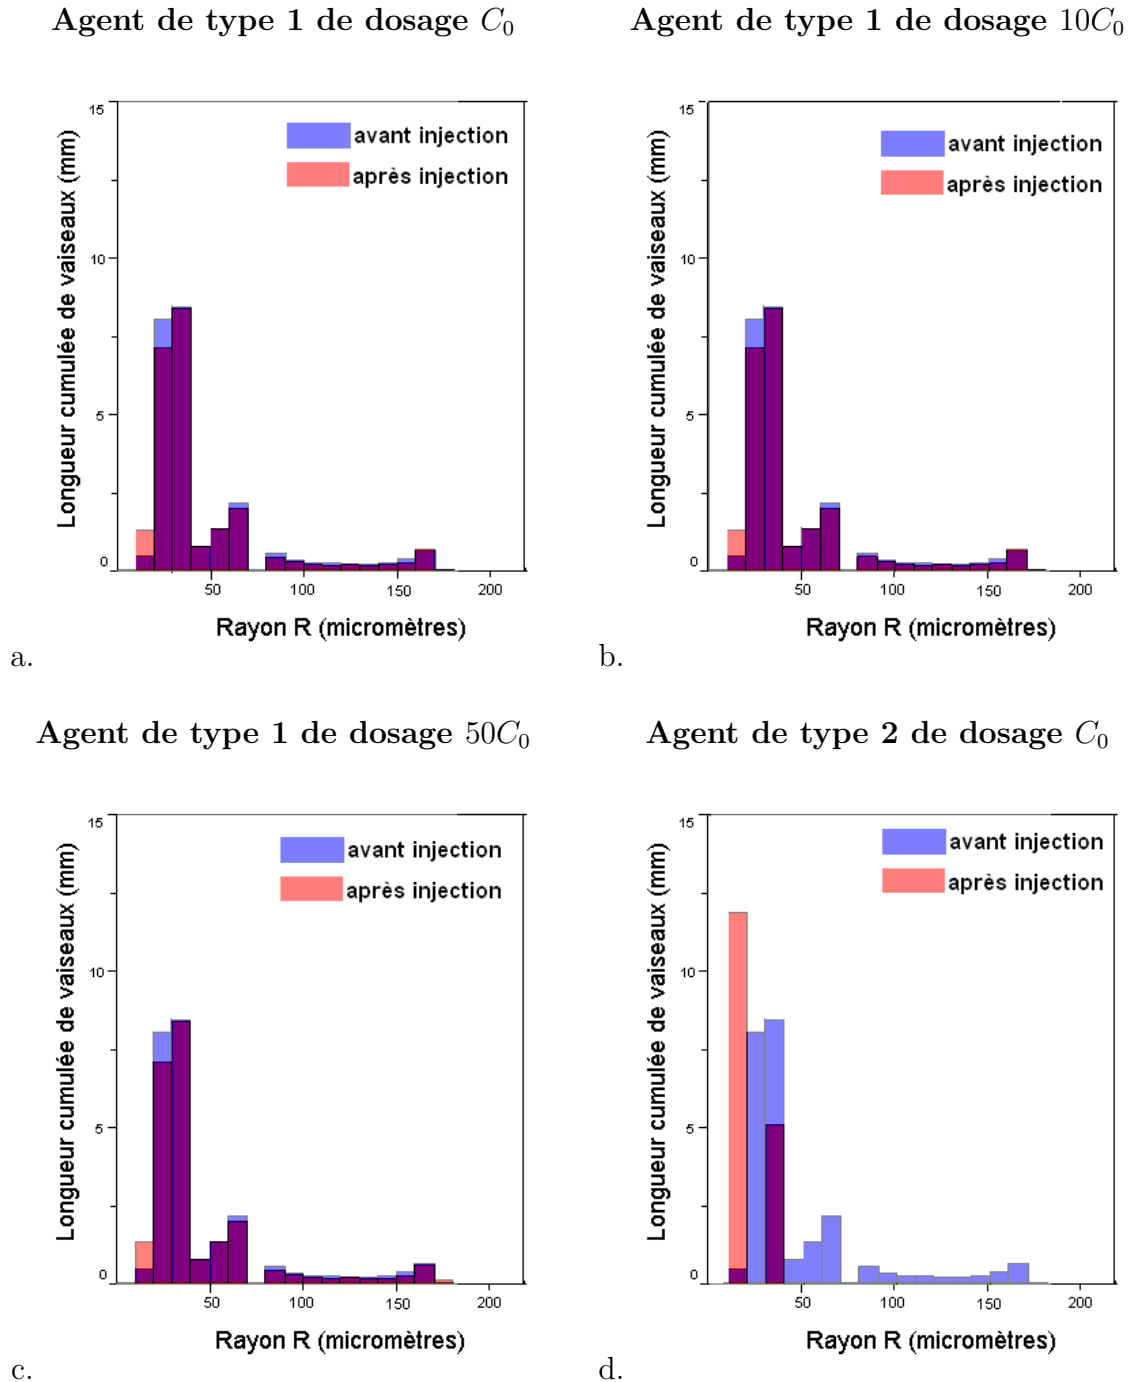 Agent de type 1 de dosage C₀
Agent de type 1 de dosage 10C₀
15
avant injection
après injection
10
5
0
50
100
150
200
Longueur cumulée de vaiseaux (mm)
Rayon R (micromètres)
a.
15
avant injection
après injection
10
5
0
50
100
150
200
Longueur cumulée de vaiseaux (mm)
Rayon R (micromètres)
b.
Agent de type 1 de dosage 50C₀
Agent de type 2 de dosage C₀
15
avant injection
après injection
10
5
0
50
100
150
200
Longueur cumulée de vaiseaux (mm)
Rayon R (micromètres)
c.
15
avant injection
après injection
10
5
0
50
100
150
200
Longueur cumulée de vaiseaux (mm)
Rayon R (micromètres)
d.